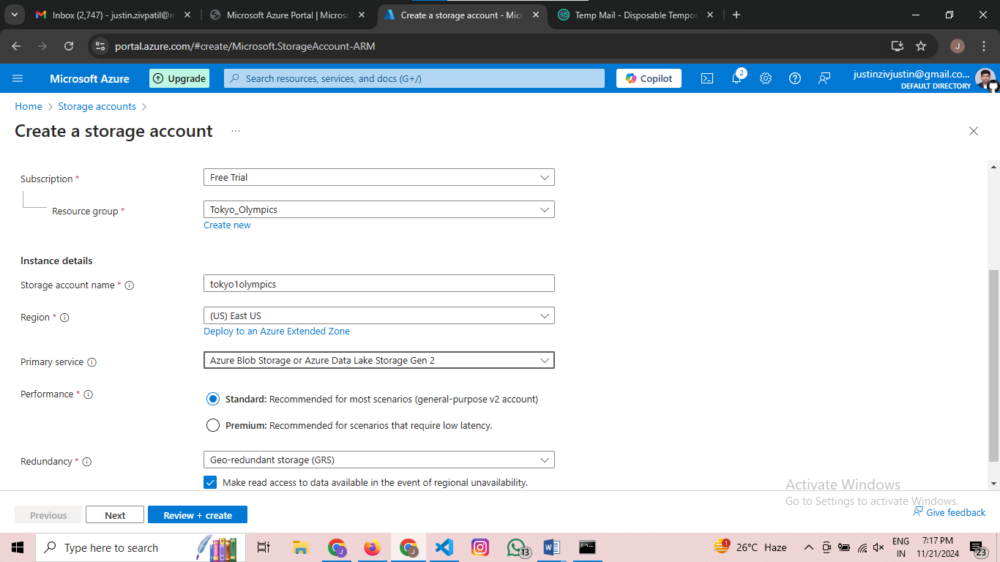 Inbox (2,747) - justin.zivpatil@m
Microsoft Azure Portal | Micros
Create a storage account - Micr
Temp Mail - Disposable Tempo
portal.azure.com/#create/Microsoft.StorageAccount-ARM
J
Microsoft Azure
Upgrade
Search resources, services, and docs (G+/)
Copilot
2
justinzivjustin@gmail.co...
DEFAULT DIRECTORY
Home > Storage accounts >
Create a storage account ...
Subscription *
Free Trial
Resource group *
Tokyo_Olympics
Create new
Instance details
Storage account name *
tokyo1olympics
Region *
(US) East US
Deploy to an Azure Extended Zone
Primary service
Azure Blob Storage or Azure Data Lake Storage Gen 2
Performance *
Standard: Recommended for most scenarios (general-purpose v2 account)
Premium: Recommended for scenarios that require low latency.
Redundancy *
Geo-redundant storage (GRS)
Make read access to data available in the event of regional unavailability.
Activate Windows
Go to Settings to activate Windows.
Previous
Next
Review + create
Give feedback
Type here to search
13
1
26°C Haze
ENG
IN
7:17 PM
11/21/2024
23